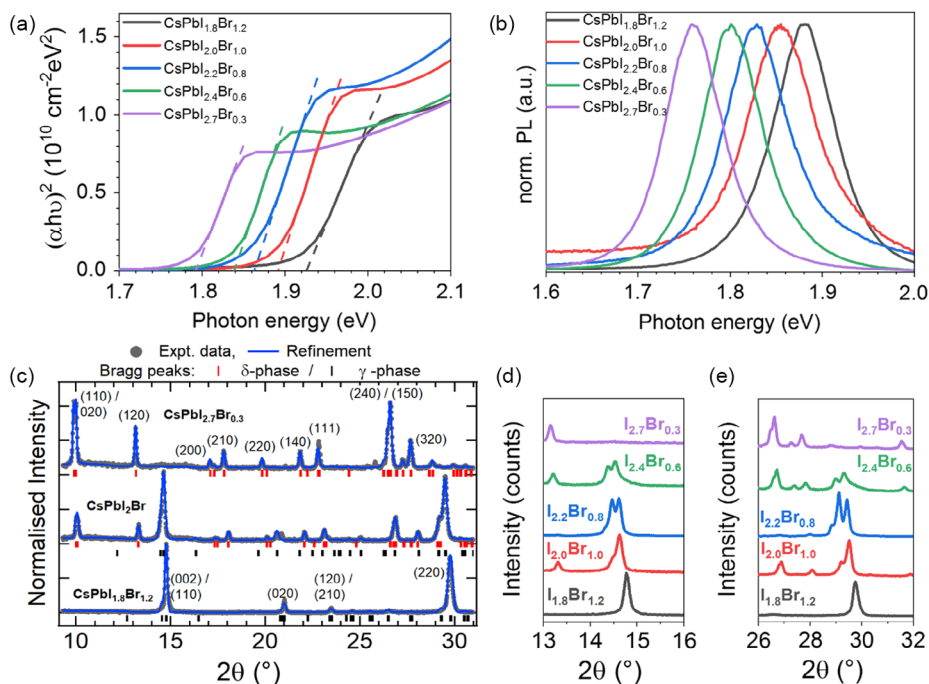 (a)
CsPbI1.8Br1.2
CsPbI2.0Br1.0
CsPbI2.2Br0.8
CsPbI2.4Br0.6
CsPbI2.7Br0.3
(αhυ)² (10¹⁰ cm⁻²eV²)
1.5
1.0
0.5
0.0
1.7 1.8 1.9 2.0 2.1
Photon energy (eV)
(b)
CsPbI1.8Br1.2
CsPbI2.0Br1.0
CsPbI2.2Br0.8
CsPbI2.4Br0.6
CsPbI2.7Br0.3
norm. PL (a.u.)
1.6 1.7 1.8 1.9 2.0
Photon energy (eV)
(c)
Expt. data, Refinement
Bragg peaks: δ-phase / γ -phase
Normalised Intensity
(110) /
020)
(120)
CsPbI2.7Br0.3
(200)
(210)
(220)
(140)
(111)
(240) / (150)
(320)
CsPbI2Br
CsPbI1.8Br1.2
(002) /
(110)
(020)
(120) /
(210)
(220)
10 15 20 25 30
2θ (°)
(d)
Intensity (counts)
I2.7Br0.3
I2.4Br0.6
I2.2Br0.8
I2.0Br1.0
I1.8Br1.2
13 14 15 16
2θ (°)
(e)
Intensity (counts)
I2.7Br0.3
I2.4Br0.6
I2.2Br0.8
I2.0Br1.0
I1.8Br1.2
26 28 30 32
2θ (°)